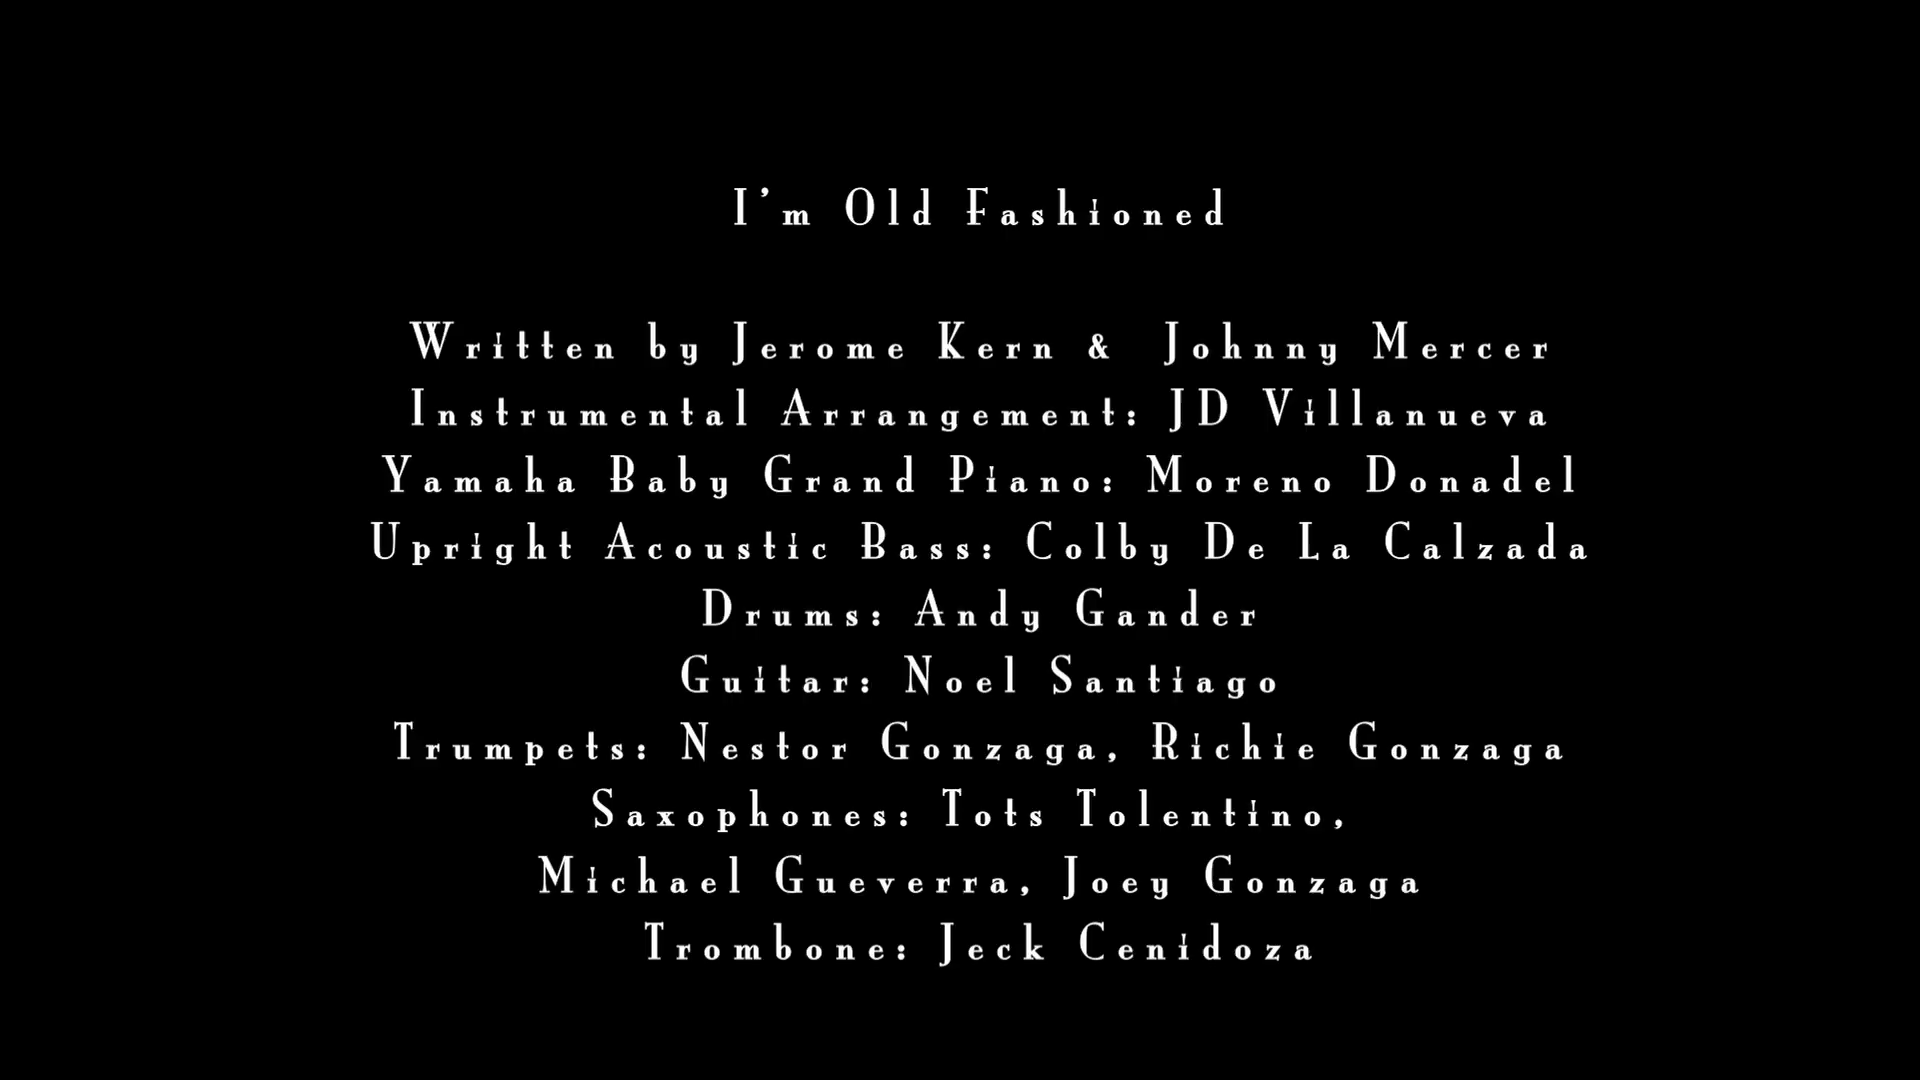 I'm Old Fashioned
Written by Jerome Kern & Johnny Mercer
Instrumental Arrangement: JD Villanueva
Yamaha Baby Grand Piano: Moreno Donadel
Upright Acoustic Bass: Colby De La Calzada
Drums: Andy Gander
Guitar: Noel Santiago
Trumpets: Nestor Gonzaga, Richie Gonzaga
Saxophones: Tots Tolentino,
Michael Gueverra, Joey Gonzaga
Trombone: Jeck Cenidoza